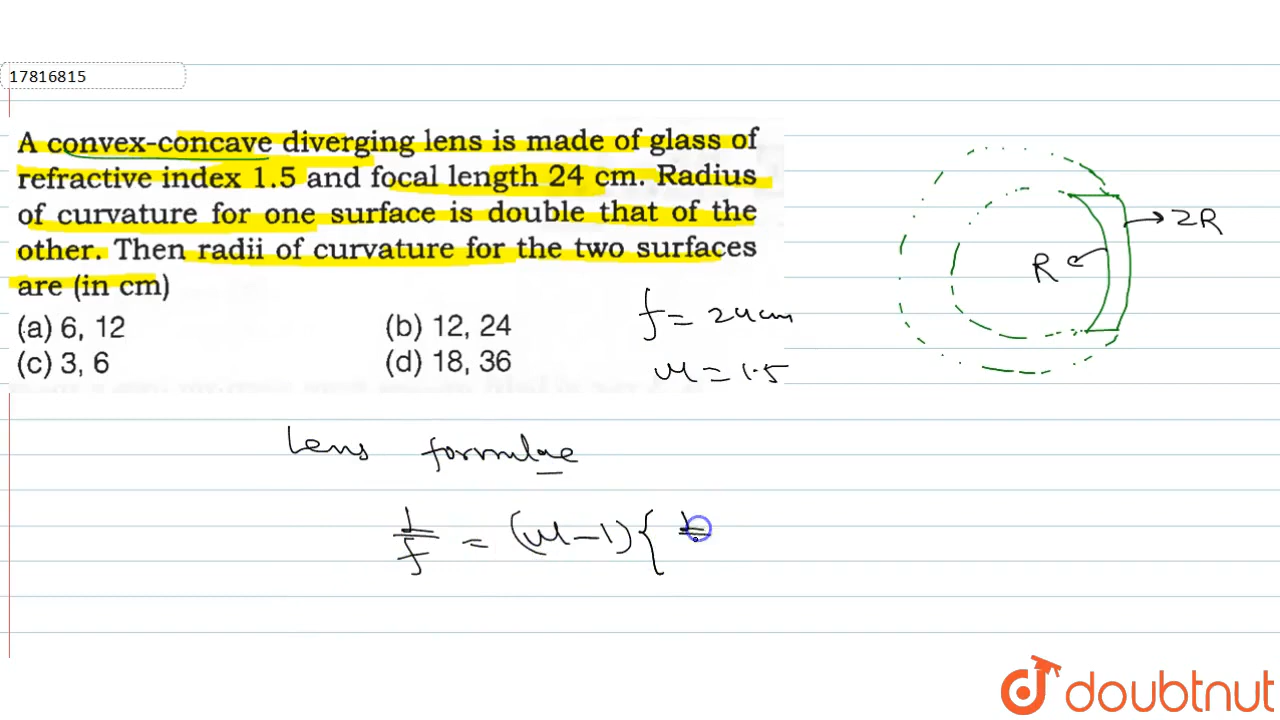 17816815
A convex-concave diverging lens is made of glass of
refractive index 1.5 and focal length 24 cm. Radius
of curvature for one surface is double that of the
other. Then radii of curvature for the two surfaces
are (in cm)
(a) 6, 12 (b) 12, 24
(c) 3, 6 (d) 18, 36
f = 24cm
μ = 1.5
2R
R
Lens formulae
1/f = (μ-1){ 1
doubtnut